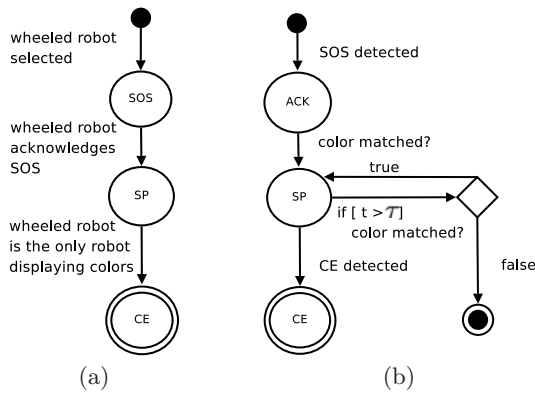 wheeled robot
selected
SOS
wheeled robot
acknowledges
SOS
SP
wheeled robot
is the only robot
displaying colors
CE
(a)
SOS detected
ACK
color matched?
true
SP
if [ t > τ]
color matched?
CE detected
false
CE
(b)